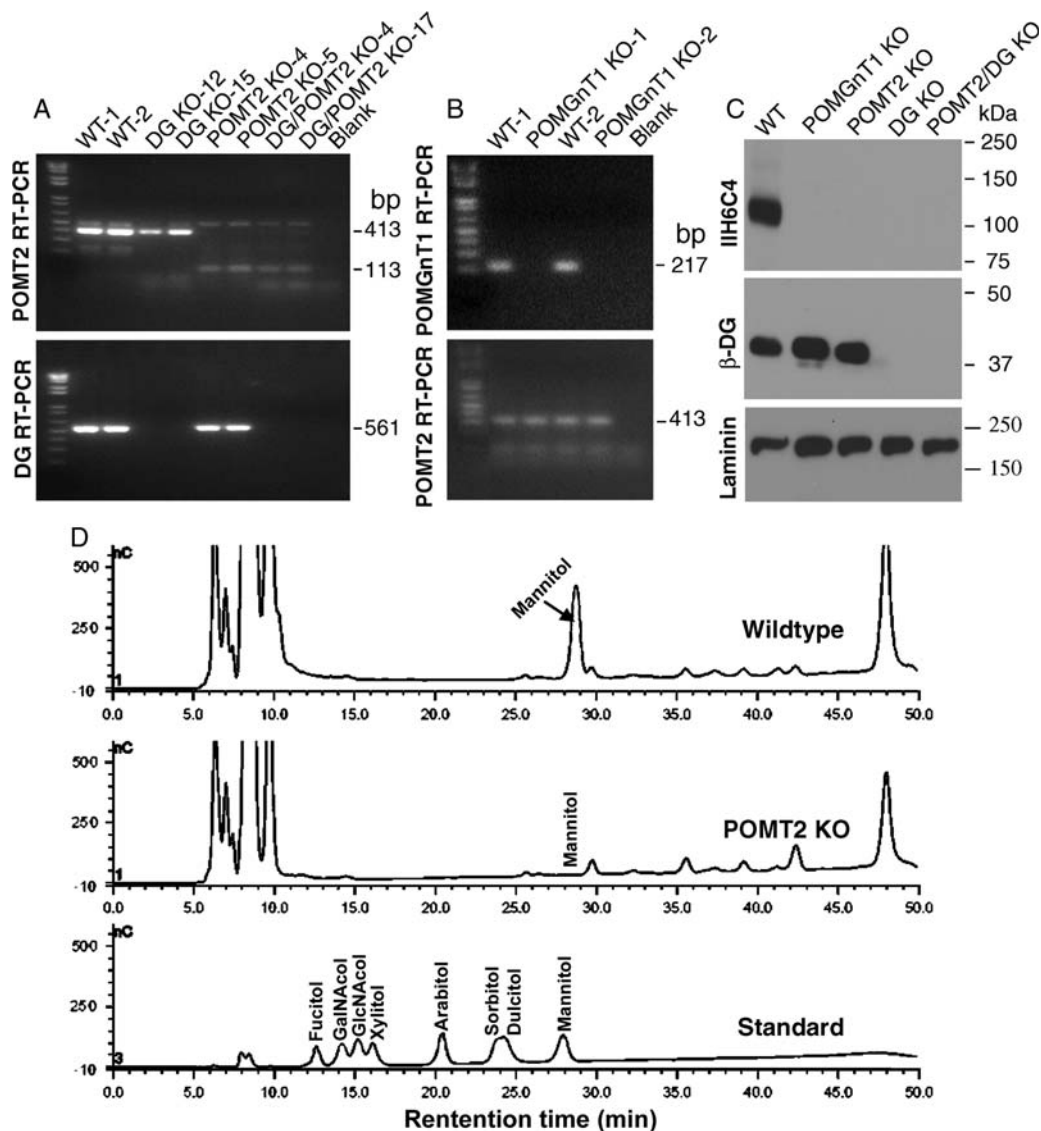 A
WT-1
WT-2
DG KO-12
DG KO-15
POMT2 KO-4
POMT2 KO-5
DG/POMT2 KO-4
DG/POMT2 KO-17
Blank
POMT2 RT-PCR
bp
413
113
DG RT-PCR
561
B
WT-1
POMGnT1 KO-1
WT-2
POMGnT1 KO-2
Blank
POMGnT1 RT-PCR
bp
217
POMT2 RT-PCR
413
C
WT
POMGnT1 KO
POMT2 KO
DG KO
POMT2/DG KO
kDa
IIH6C4
250
150
100
75
β-DG
50
37
Laminin
250
150
D
nC
500
250
-10
1
Mannitol
Wildtype
0.0 5.0 10.0 15.0 20.0 25.0 30.0 35.0 40.0 45.0 50.0
nC
500
250
-10
1
Mannitol
POMT2 KO
0.0 5.0 10.0 15.0 20.0 25.0 30.0 35.0 40.0 45.0 50.0
nC
500
250
-10
3
Fucitol
GalNAcol
GlcNAcol
Xylitol
Arabitol
Sorbitol
Dulcitol
Mannitol
Standard
0.0 5.0 10.0 15.0 20.0 25.0 30.0 35.0 40.0 45.0 50.0
Rentention time (min)